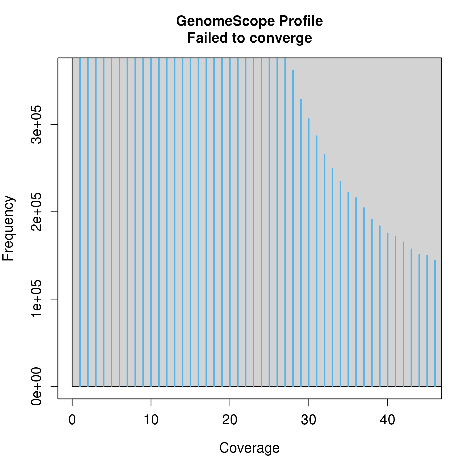 GenomeScope Profile
Failed to converge
Frequency
3e+05
2e+05
1e+05
0e+00
0 10 20 30 40
Coverage